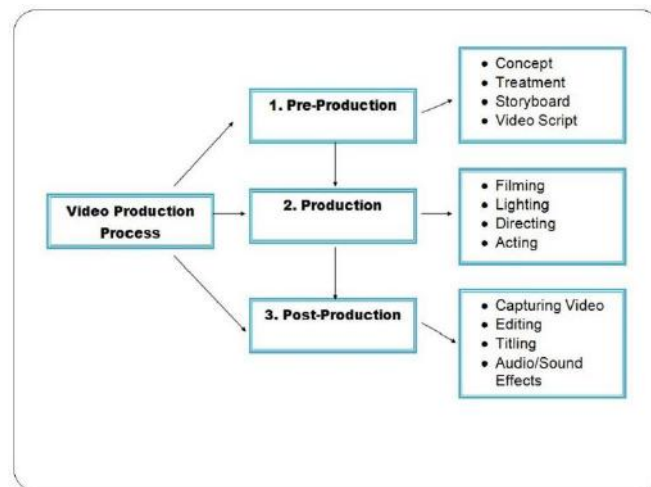 1. Pre-Production
• Concept
• Treatment
• Storyboard
• Video Script
Video Production
Process
2. Production
• Filming
• Lighting
• Directing
• Acting
3. Post-Production
• Capturing Video
• Editing
• Titling
• Audio/Sound
Effects